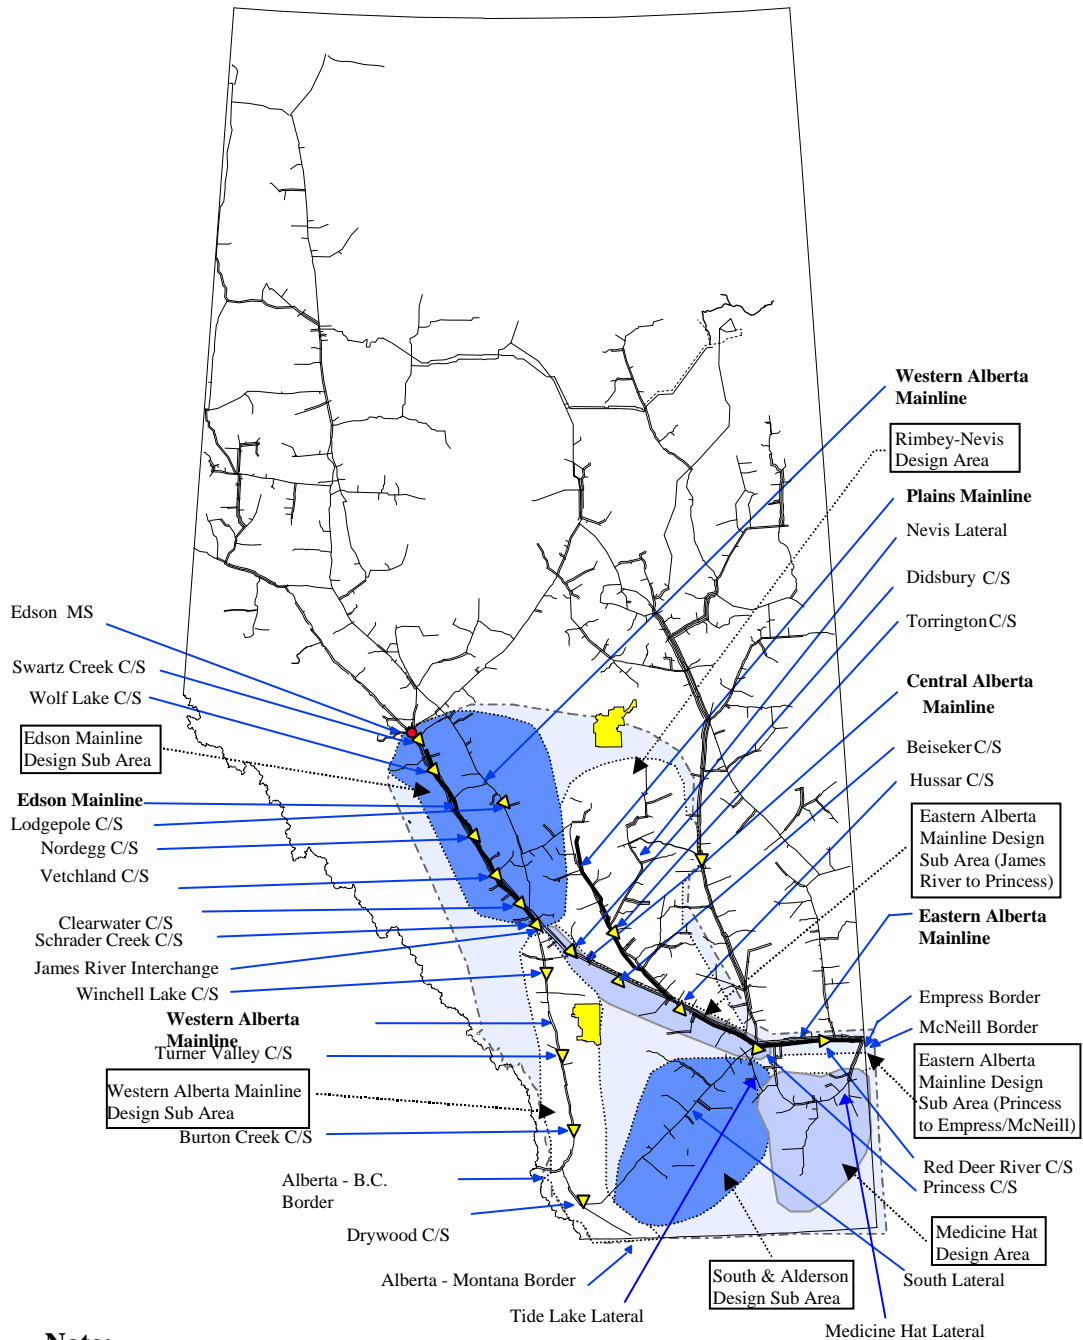 Western Alberta
Mainline
Rimbey-Nevis
Design Area
Plains Mainline
Nevis Lateral
Didsbury C/S
Torrington C/S
Central Alberta
Mainline
Beiseker C/S
Hussar C/S
Eastern Alberta
Mainline Design
Sub Area (James
River to Princess)
Eastern Alberta
Mainline
Empress Border
McNeill Border
Eastern Alberta
Mainline Design
Sub Area (Princess
to Empress/McNeill)
Red Deer River C/S
Princess C/S
Medicine Hat
Design Area
South Lateral
Medicine Hat Lateral
Edson MS
Swartz Creek C/S
Wolf Lake C/S
Edson Mainline
Design Sub Area
Edson Mainline
Lodgepole C/S
Nordegg C/S
Vetchland C/S
Clearwater C/S
Schrader Creek C/S
James River Interchange
Winchell Lake C/S
Western Alberta
Mainline
Turner Valley C/S
Western Alberta Mainline
Design Sub Area
Burton Creek C/S
Alberta - B.C.
Border
Drywood C/S
Alberta - Montana Border
Tide Lake Lateral
South & Alderson
Design Sub Area
Note: